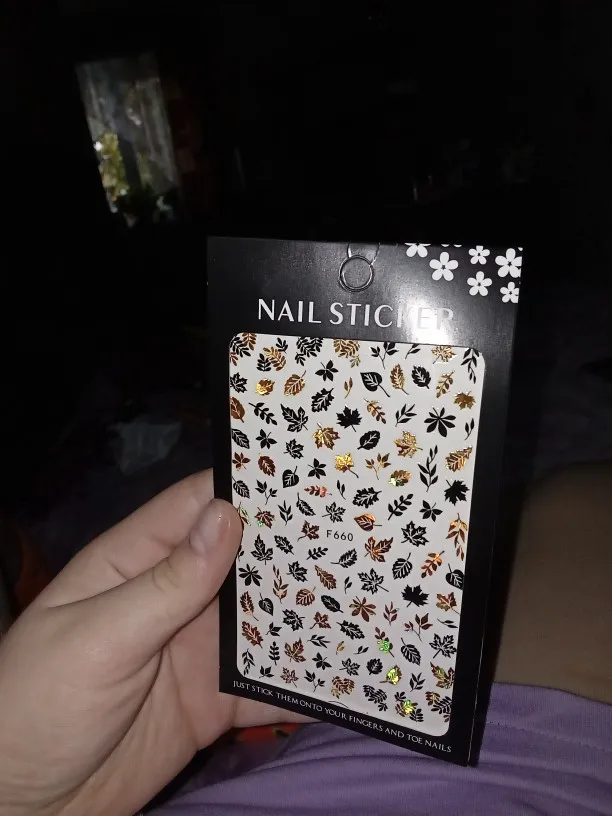 NAIL STICKER
F660
JUST STICK THEM ONTO YOUR FINGERS AND TOE NAILS